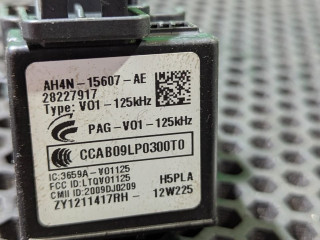 AH4N-15607-AE
28227917
Type: V01-125kHz
PAG-V01-125kHz
CCAB09LP0300T0
IC:3659A-V01125
FCC ID:LTQV01125
CMII ID:2009DJ0209
H5PLA
ZY1211417RH - 12W225